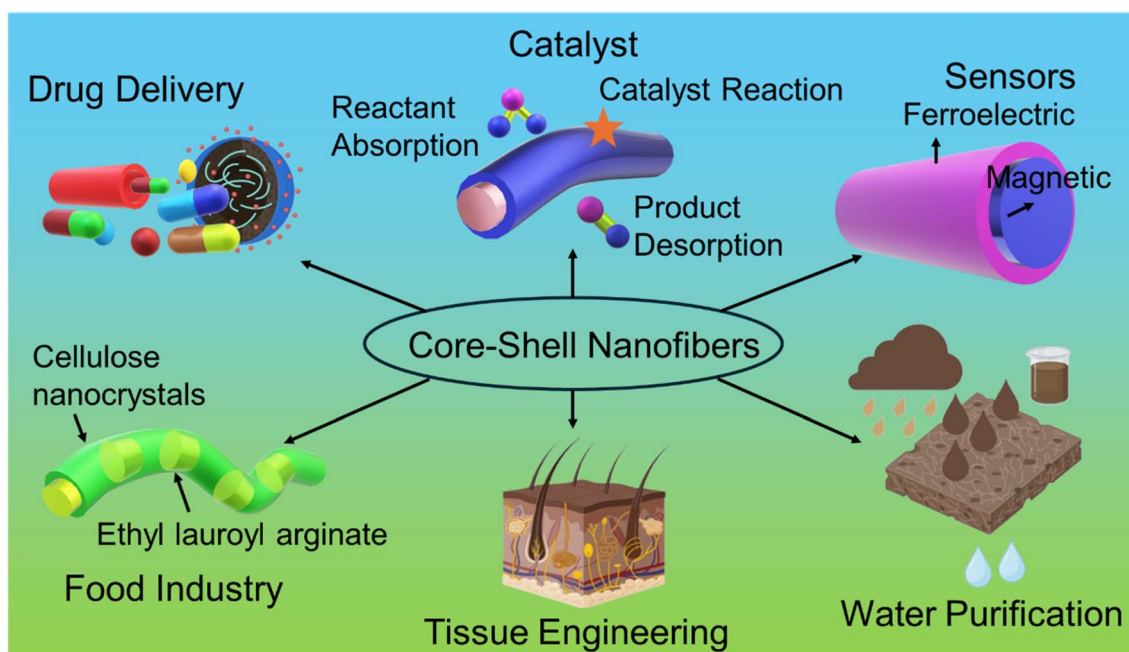 Drug Delivery
Catalyst
Reactant
Absorption
Catalyst Reaction
Product
Desorption
Sensors
Ferroelectric
Magnetic
Core-Shell Nanofibers
Cellulose
nanocrystals
Ethyl lauroyl arginate
Food Industry
Tissue Engineering
Water Purification